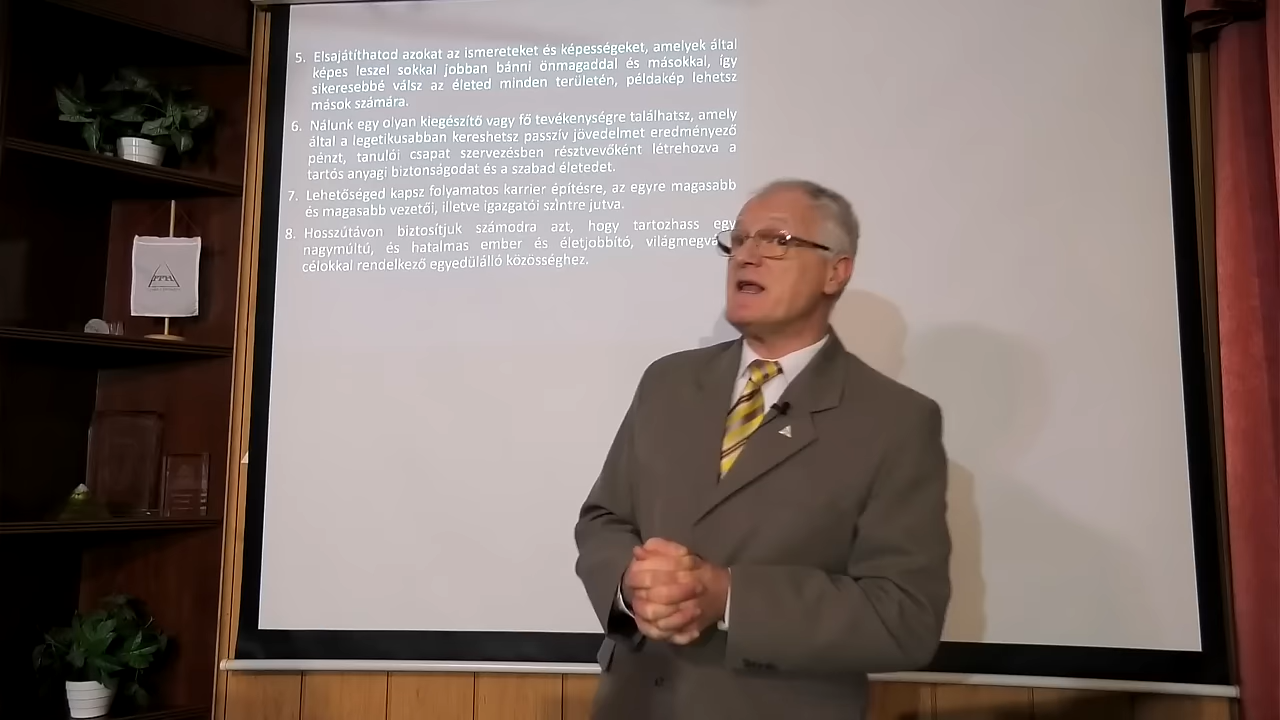 5. Elsajátíthatod azokat az ismereteket és képességeket, amelyek által
képes leszel sokkal jobban bánni önmagaddal és másokkal, így
sikeresebbé válsz az életed minden területén, példakép lehetsz
mások számára.
6. Nálunk egy olyan kiegészítő vagy fő tevékenységre találhatsz, amely
által a legetikusabban kereshetsz passzív jövedelmet eredményező
pénzt, tanulói csapat szervezésben résztvevőként létrehozva a
tartós anyagi biztonságodat és a szabad életedet.
7. Lehetőséged kapsz folyamatos karrier építésre, az egyre magasabb
és magasabb vezetői, illetve igazgatói szintre jutva.
8. Hosszútávon biztosítjuk számodra azt, hogy tartozhass egy
nagymúltú, és hatalmas ember és életjobbító,
célokkal rendelkező egyedülálló közösséghez.